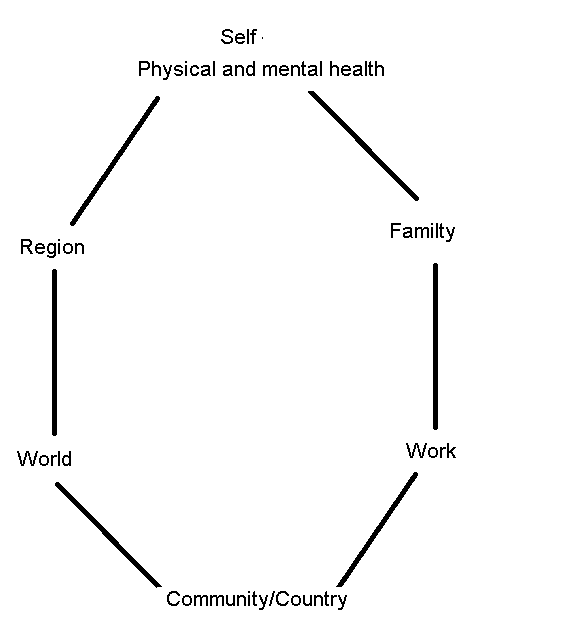 Self
Physical and mental health
Region
Familty
World
Work
Community/Country